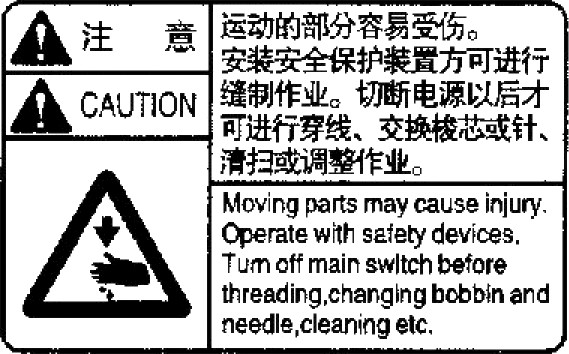 注 意
CAUTION
运动的部分容易受伤。
安装安全保护装置方可进行
缝制作业。切断电源以后才
可进行穿线、交换梭芯或针、
清扫或调整作业。
Moving parts may cause injury.
Operate with safety devices.
Turn off main switch before
threading,changing bobbin and
needle,cleaning etc.